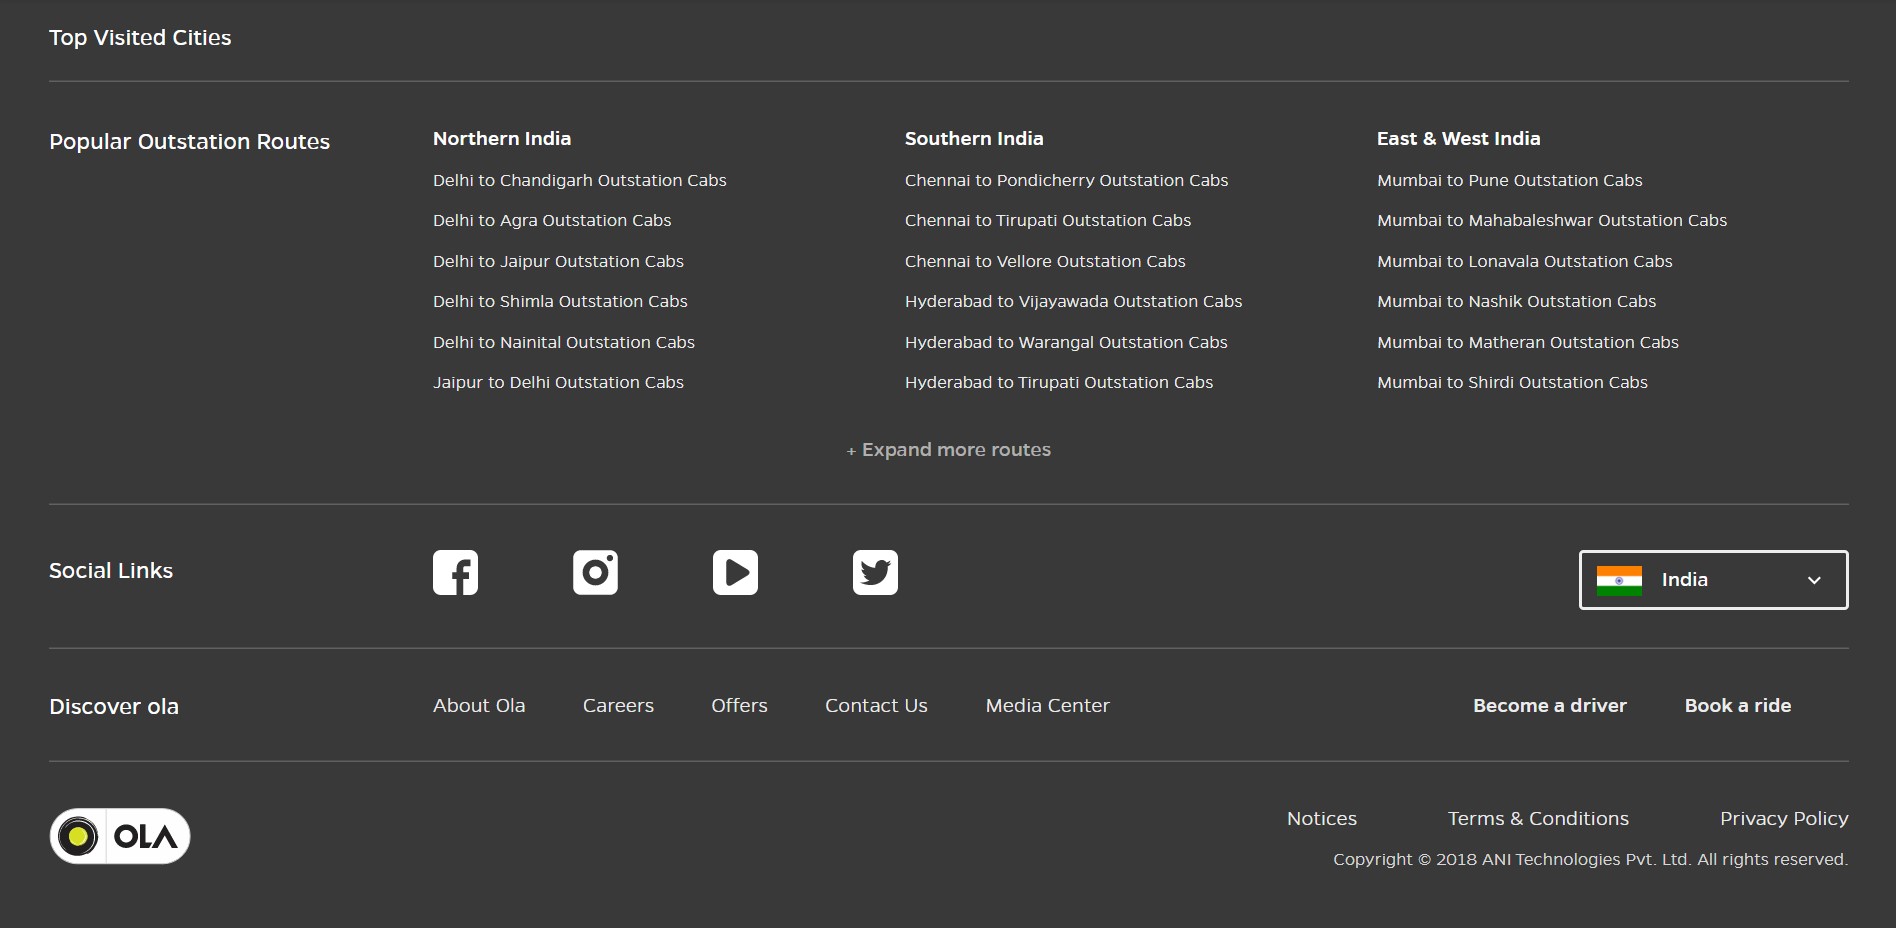 Top Visited Cities
Popular Outstation Routes
Northern India
Delhi to Chandigarh Outstation Cabs
Delhi to Agra Outstation Cabs
Delhi to Jaipur Outstation Cabs
Delhi to Shimla Outstation Cabs
Delhi to Nainital Outstation Cabs
Jaipur to Delhi Outstation Cabs
Southern India
Chennai to Pondicherry Outstation Cabs
Chennai to Tirupati Outstation Cabs
Chennai to Vellore Outstation Cabs
Hyderabad to Vijayawada Outstation Cabs
Hyderabad to Warangal Outstation Cabs
Hyderabad to Tirupati Outstation Cabs
East & West India
Mumbai to Pune Outstation Cabs
Mumbai to Mahabaleshwar Outstation Cabs
Mumbai to Lonavala Outstation Cabs
Mumbai to Nashik Outstation Cabs
Mumbai to Matheran Outstation Cabs
Mumbai to Shirdi Outstation Cabs
+ Expand more routes
Social Links
India
Discover ola
About Ola
Careers
Offers
Contact Us
Media Center
Become a driver
Book a ride
OLA
Notices
Terms & Conditions
Privacy Policy
Copyright © 2018 ANI Technologies Pvt. Ltd. All rights reserved.